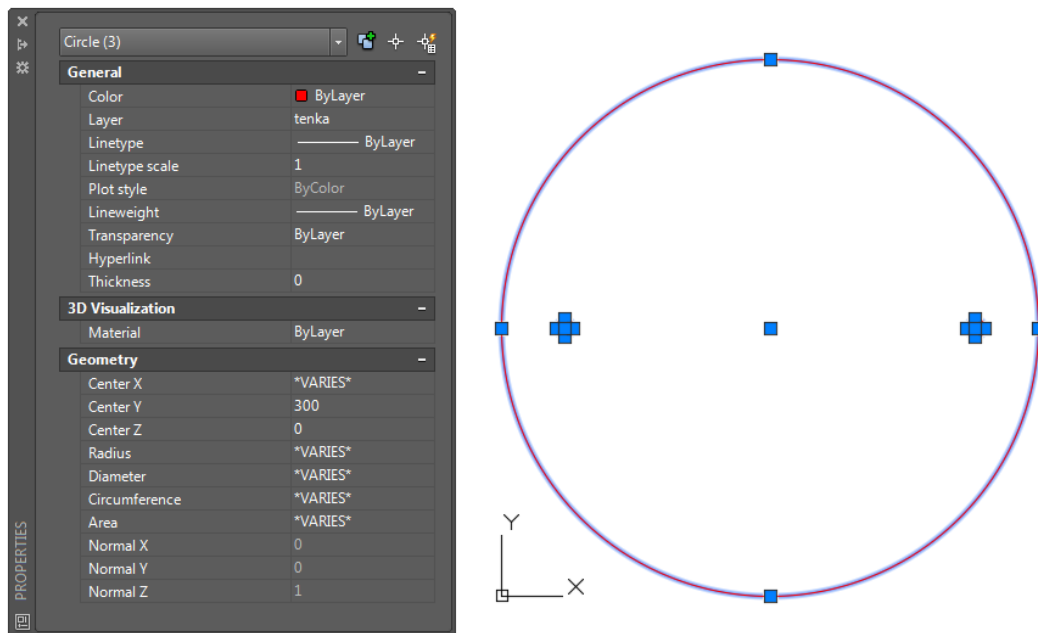 Circle (3)
General
Color ByLayer
Layer tenka
Linetype ByLayer
Linetype scale 1
Plot style ByColor
Lineweight ByLayer
Transparency ByLayer
Hyperlink
Thickness 0
3D Visualization
Material ByLayer
Geometry
Center X *VARIES*
Center Y 300
Center Z 0
Radius *VARIES*
Diameter *VARIES*
Circumference *VARIES*
Area *VARIES*
Normal X 0
Normal Y 0
Normal Z 1
PROPERTIES
Y
X